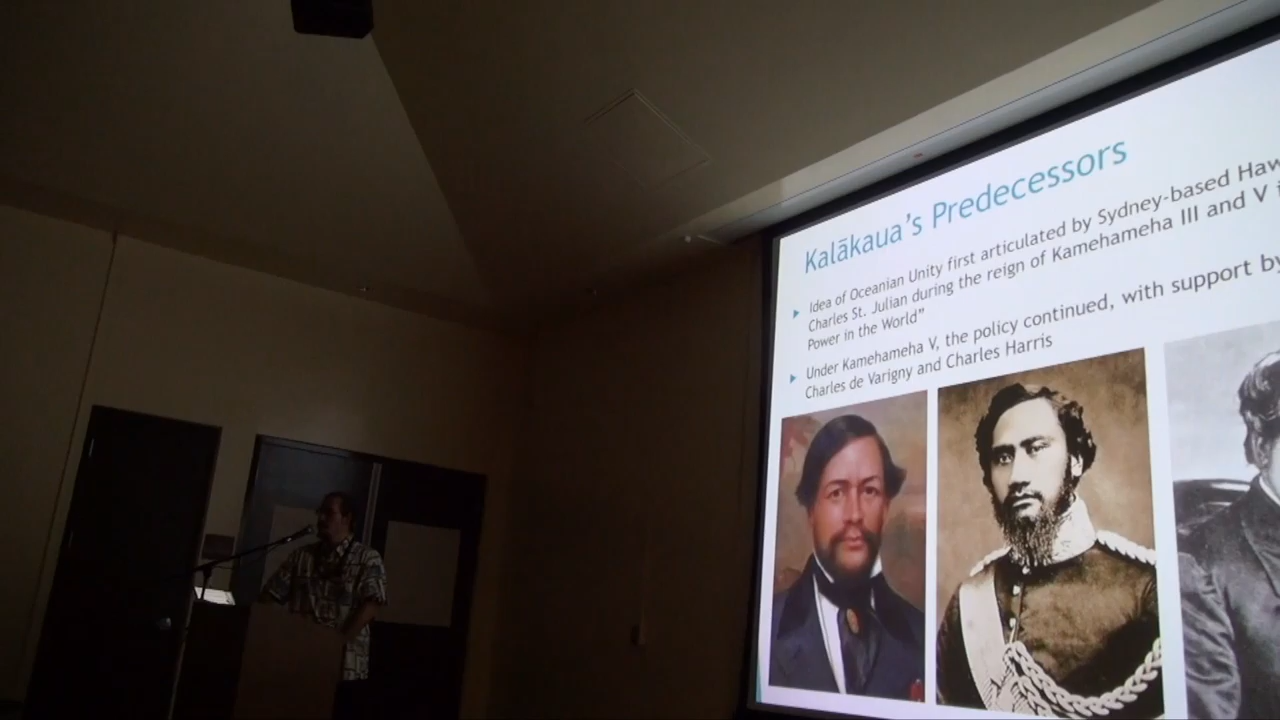 Kalākaua's Predecessors
Idea of Oceanian Unity first articulated by Sydney-based
Charles St. Julian during the reign of Kamehameha III and V
Power in the World”
Under Kamehameha V, the policy continued, with support by
Charles de Varigny and Charles Harris